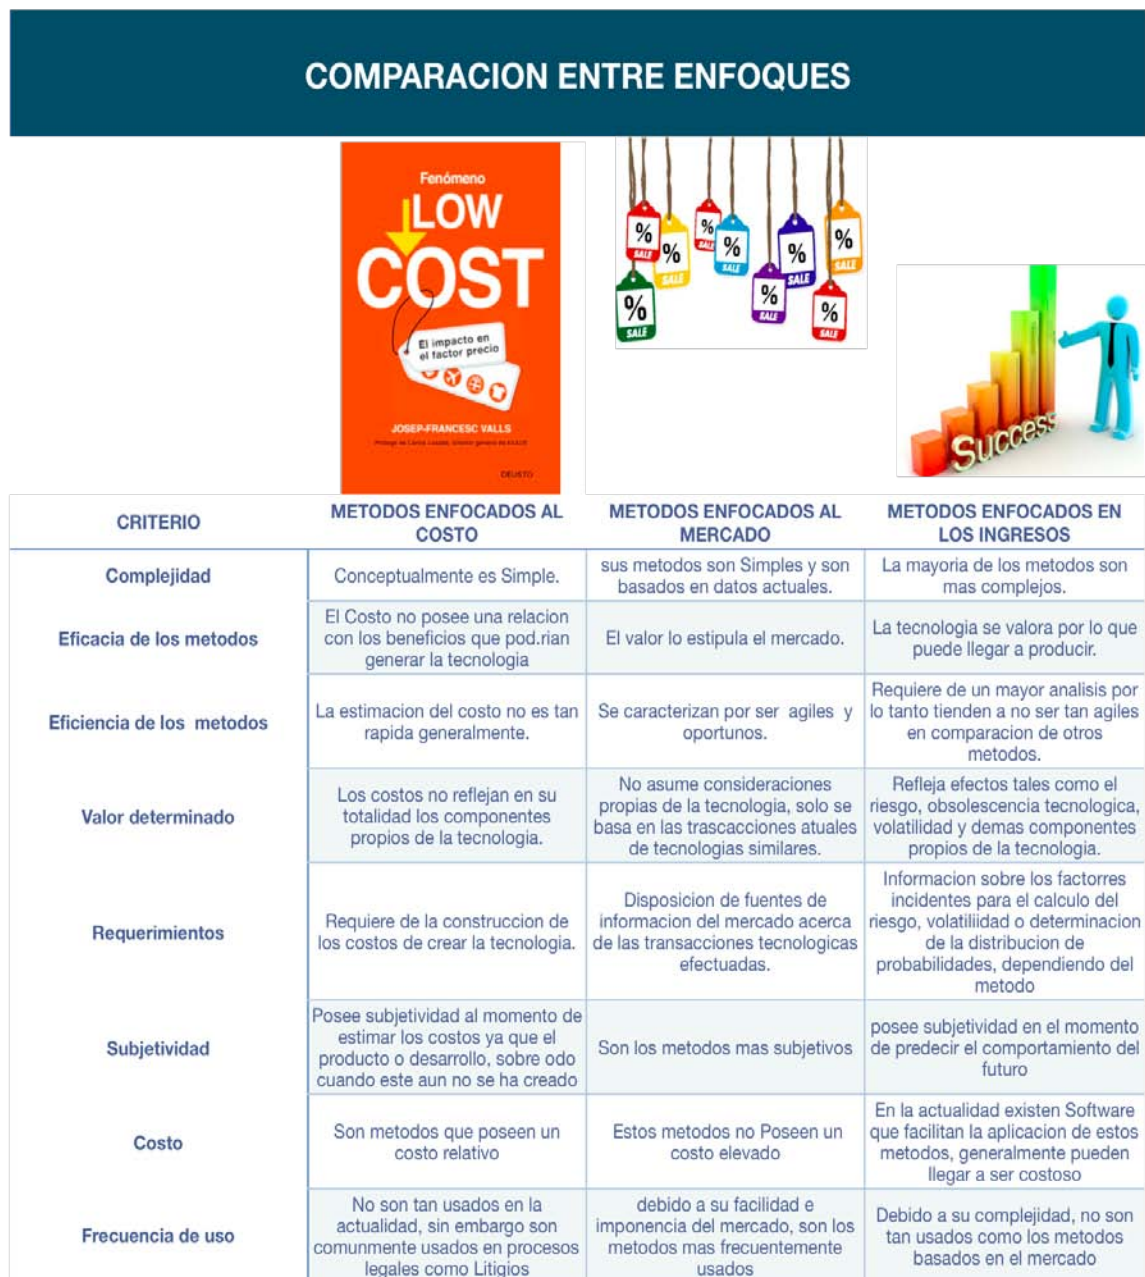 COMPARACION ENTRE ENFOQUES
Fenómeno
LOW
COST
El impacto en
el factor precio
JOSEP-FRANCESC VALLS
DEUSTO
%
SALE
%
SALE
%
SALE
%
SALE
%
SALE
%
SALE
%
SALE
%
SALE
Success
CRITERIO
METODOS ENFOCADOS AL
COSTO
METODOS ENFOCADOS AL
MERCADO
METODOS ENFOCADOS EN
LOS INGRESOS
Complejidad
Conceptualmente es Simple.
sus metodos son Simples y son
basados en datos actuales.
La mayoria de los metodos son
mas complejos.
Eficacia de los metodos
El Costo no posee una relacion
con los beneficios que pod.rian
generar la tecnologia
El valor lo estipula el mercado.
La tecnologia se valora por lo que
puede llegar a producir.
Eficiencia de los metodos
La estimacion del costo no es tan
rapida generalmente.
Se caracterizan por ser agiles y
oportunos.
Requiere de un mayor analisis por
lo tanto tienden a no ser tan agiles
en comparacion de otros
metodos.
Valor determinado
Los costos no reflejan en su
totalidad los componentes
propios de la tecnologia.
No asume consideraciones
propias de la tecnologia, solo se
basa en las trascacciones atuales
de tecnologias similares.
Refleja efectos tales como el
riesgo, obsolescencia tecnologica,
volatilidad y demas componentes
propios de la tecnologia.
Requerimientos
Requiere de la construccion de
los costos de crear la tecnologia.
Disposicion de fuentes de
informacion del mercado acerca
de las transacciones tecnologicas
efectuadas.
Informacion sobre los factorres
incidentes para el calculo del
riesgo, volatiliidad o determinacion
de la distribucion de
probabilidades, dependiendo del
metodo
Subjetividad
Posee subjetividad al momento de
estimar los costos ya que el
producto o desarrollo, sobre odo
cuando este aun no se ha creado
Son los metodos mas subjetivos
posee subjetividad en el momento
de predecir el comportamiento del
futuro
Costo
Son metodos que poseen un
costo relativo
Estos metodos no Poseen un
costo elevado
En la actualidad existen Software
que facilitan la aplicacion de estos
metodos, generalmente pueden
llegar a ser costoso
Frecuencia de uso
No son tan usados en la
actualidad, sin embargo son
comunmente usados en procesos
legales como Litigios
debido a su facilidad e
imponencia del mercado, son los
metodos mas frecuentemente
usados
Debido a su complejidad, no son
tan usados como los metodos
basados en el mercado